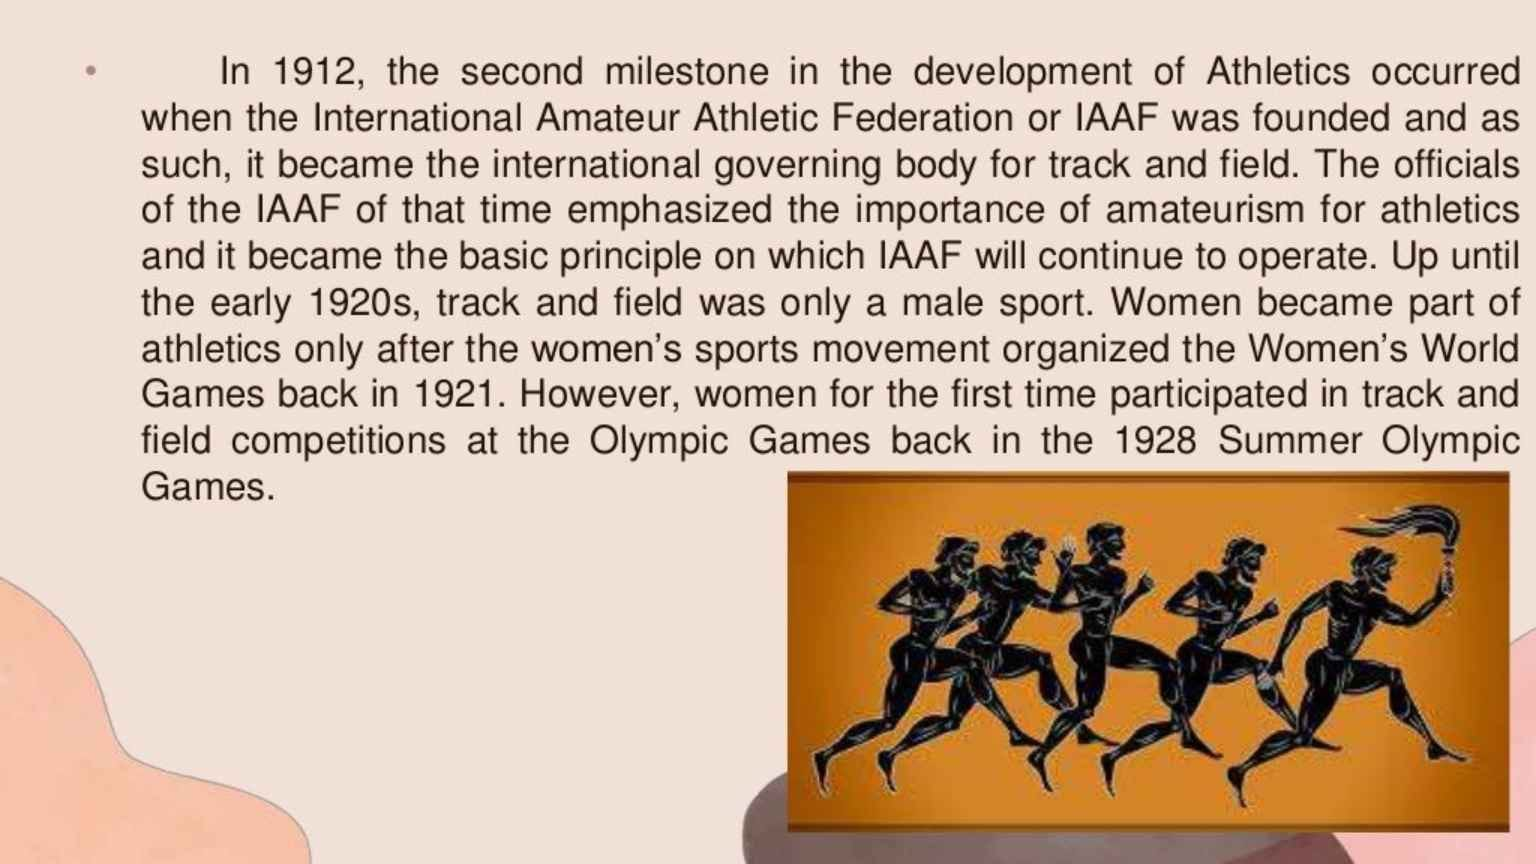 • In 1912, the second milestone in the development of Athletics occurred
when the International Amateur Athletic Federation or IAAF was founded and as
such, it became the international governing body for track and field. The officials
of the IAAF of that time emphasized the importance of amateurism for athletics
and it became the basic principle on which IAAF will continue to operate. Up until
the early 1920s, track and field was only a male sport. Women became part of
athletics only after the women’s sports movement organized the Women’s World
Games back in 1921. However, women for the first time participated in track and
field competitions at the Olympic Games back in the 1928 Summer Olympic
Games.